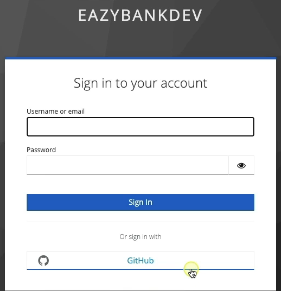 EAZYBANKDEV
Sign in to your account
Username or email
Password
Sign In
Or sign in with
GitHub